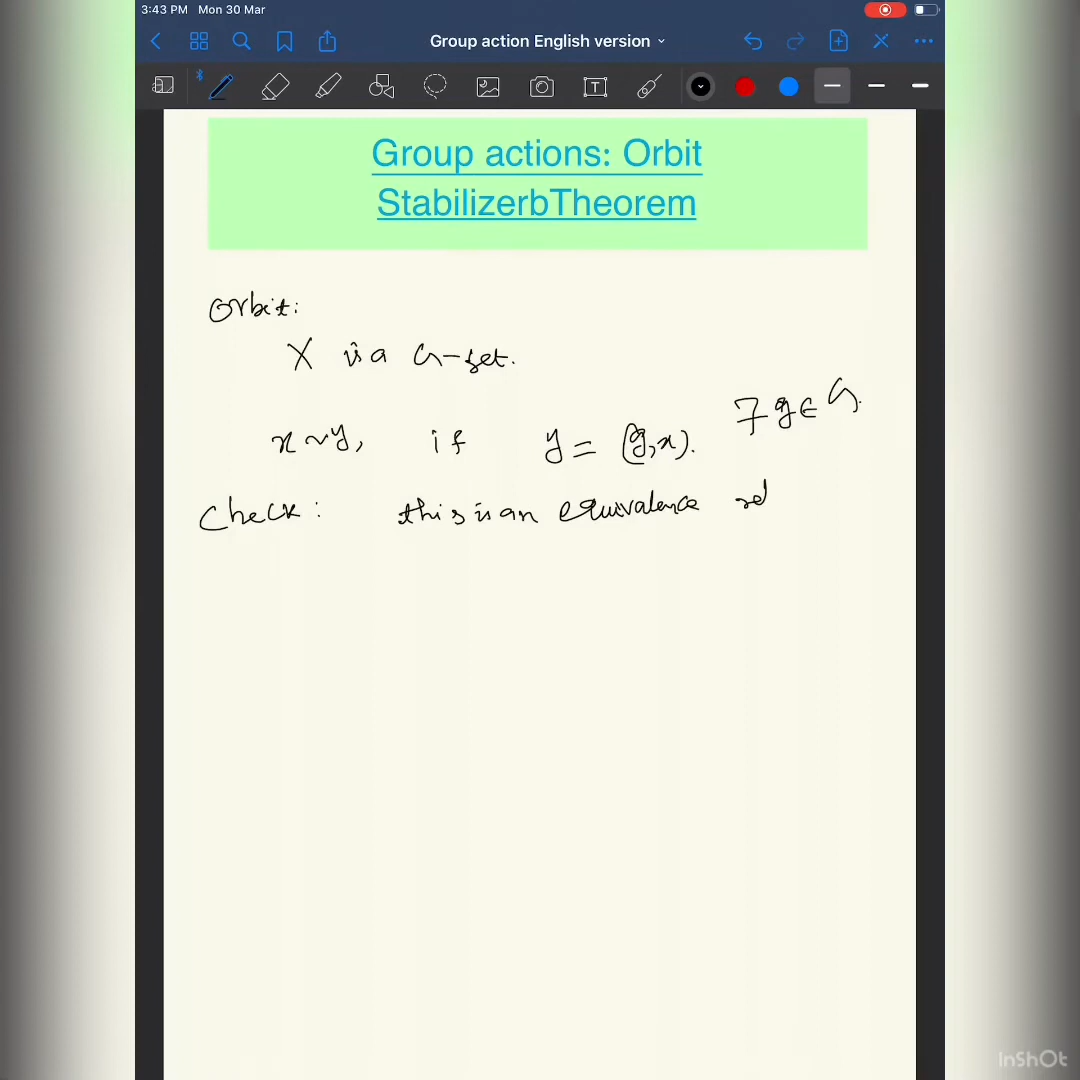 3:43 PM Mon 30 Mar
Group action English version
T
Group actions: Orbit
StabilizerbTheorem
Orbit:
X is a G-set.
x ~ y, if y = (g,x). ∃ g ∈ G.
Check: this is an equivalence rel
InShOt